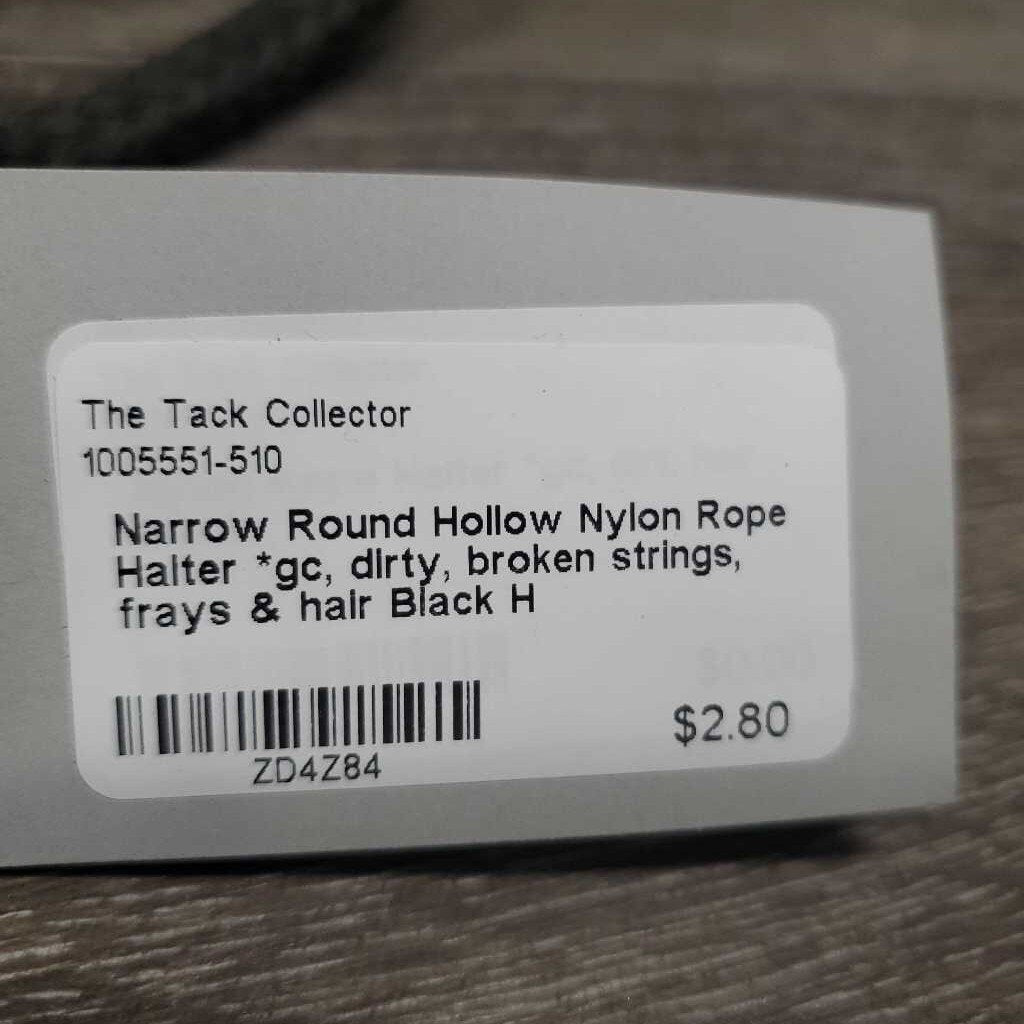 The Tack Collector
1005551-510
Narrow Round Hollow Nylon Rope
Halter *gc, dirty, broken strings,
frays & hair Black H
ZD4Z84
$2.80